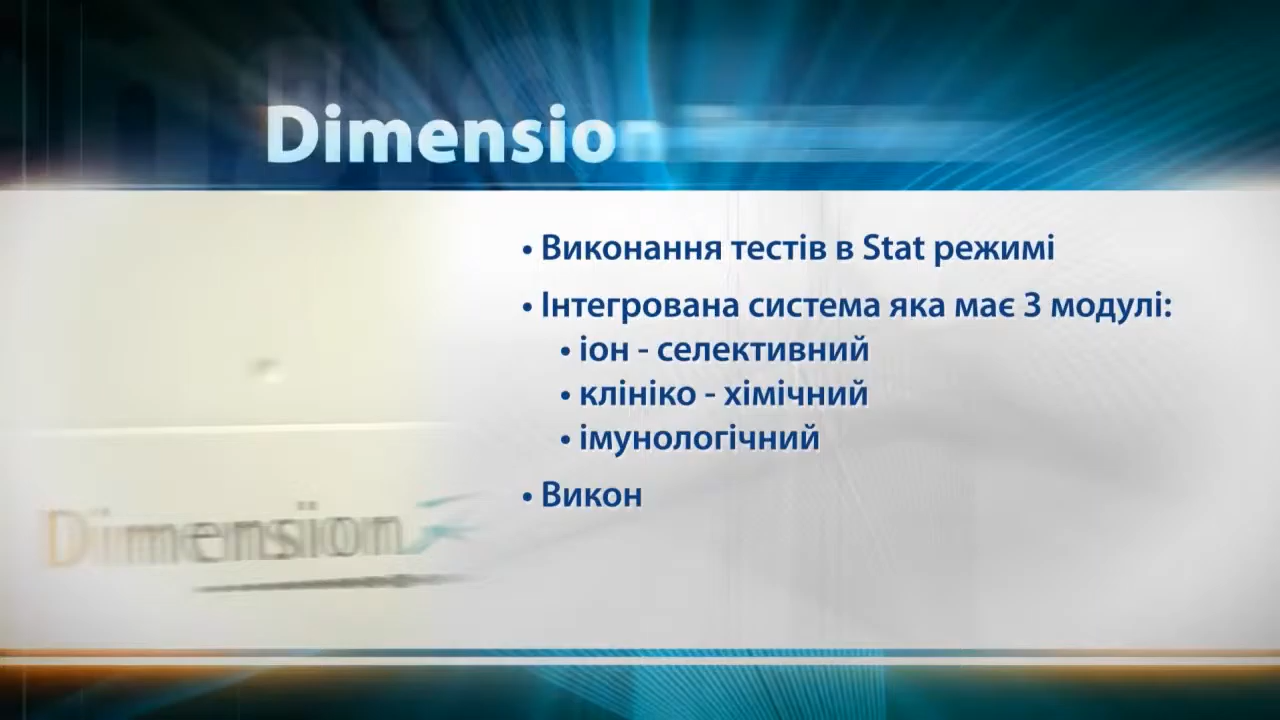 Dimension
• Виконання тестів в Stat режимі
• Інтегрована система яка має 3 модулі:
• іон - селективний
• клініко - хімічний
• імунологічний
• Викон
Dimension